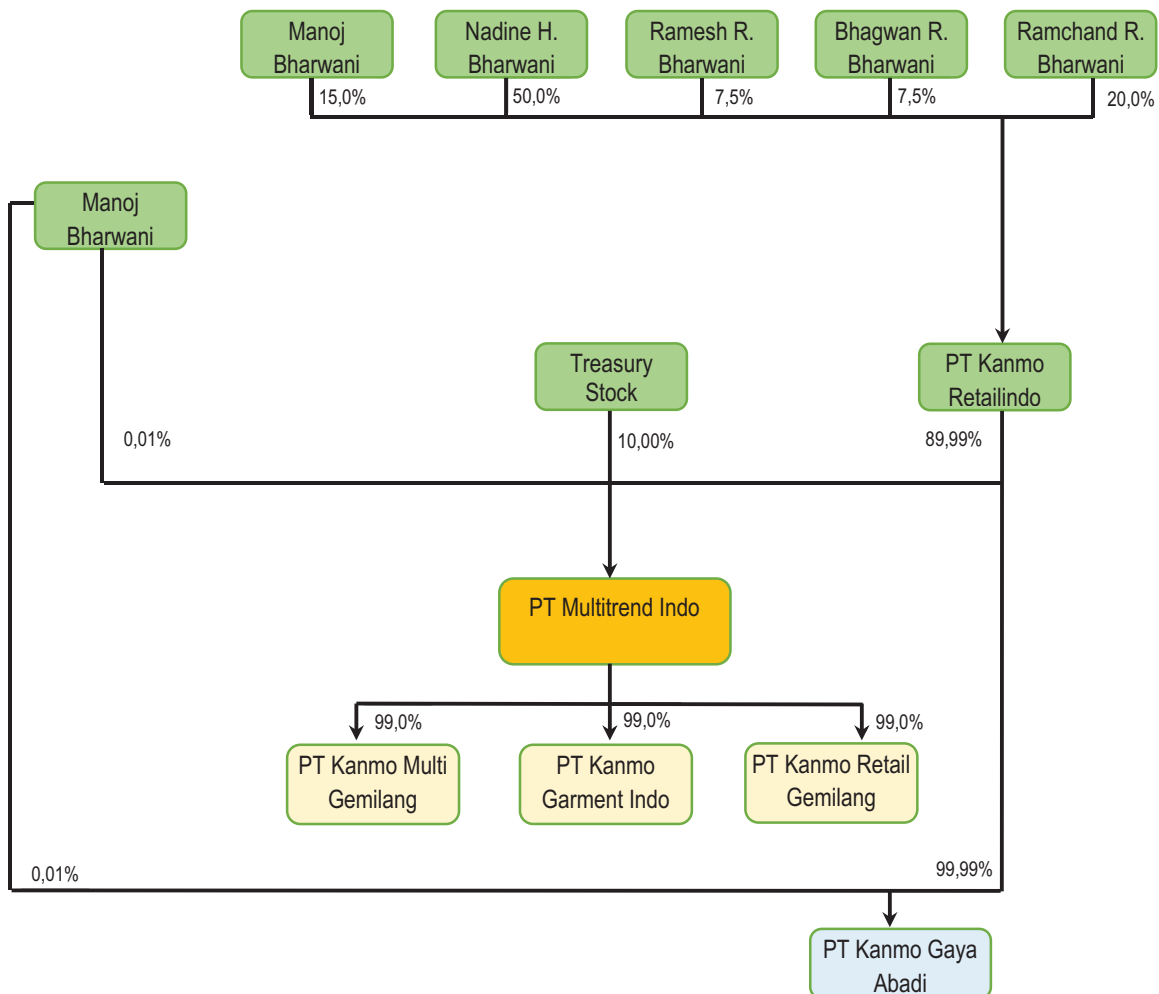 Manoj
Bharwani
Nadine H.
Bharwani
Ramesh R.
Bharwani
Bhagwan R.
Bharwani
Ramchand R.
Bharwani
15,0%
50,0%
7,5%
7,5%
20,0%
Manoj
Bharwani
Treasury
Stock
PT Kanmo
Retailindo
0,01%
10,00%
89,99%
PT Multitrend Indo
99,0%
99,0%
99,0%
PT Kanmo Multi
Gemilang
PT Kanmo
Garment Indo
PT Kanmo Retail
Gemilang
0,01%
99,99%
PT Kanmo Gaya
Abadi